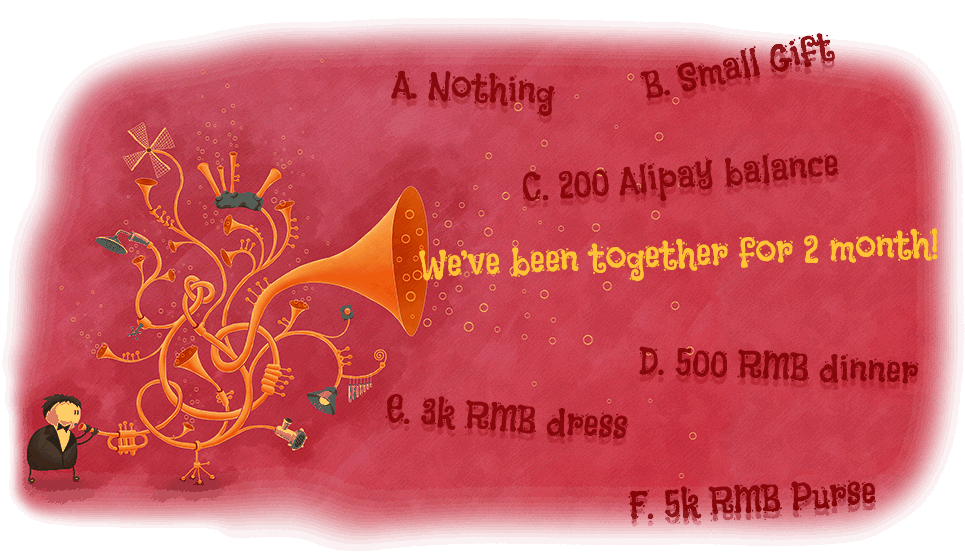 A. Nothing
B. Small Gift
C. 200 Alipay balance
We've been together for 2 month!
D. 500 RMB dinner
E. 3k RMB dress
F. 5k RMB Purse